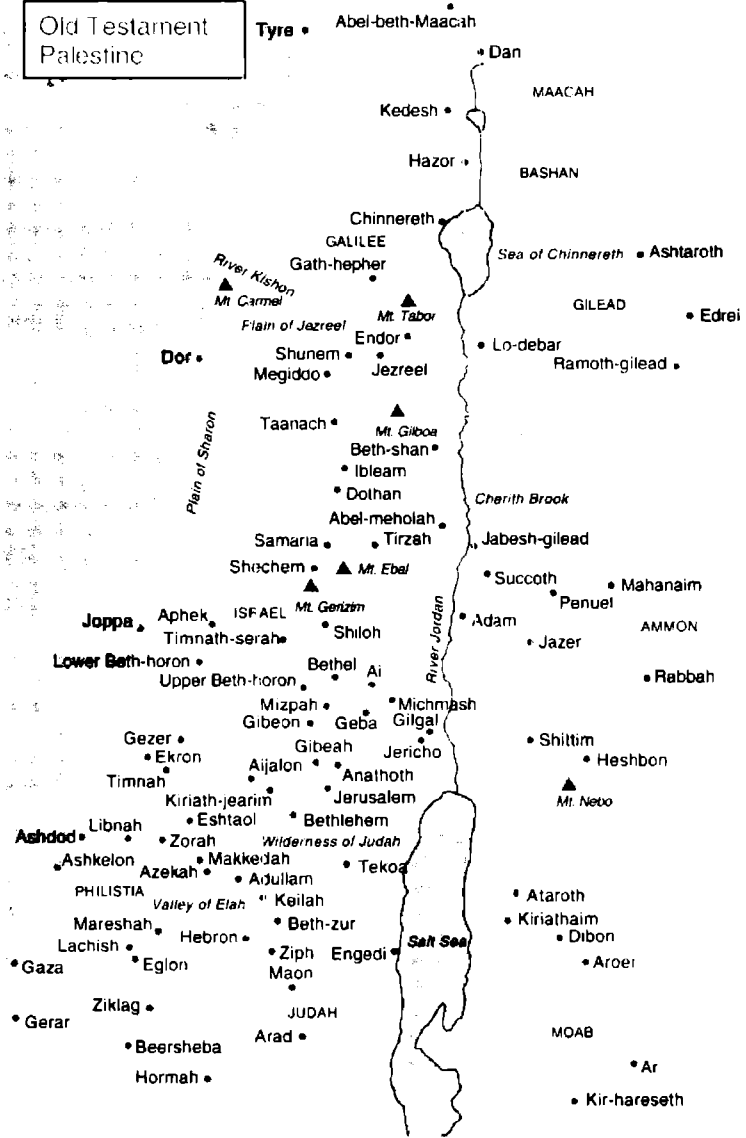 Old Testament
Palestine
Tyre
Abel-beth-Maacah
Dan
MAACAH
Kedesh
Hazor
BASHAN
Chinnereth
GALILEE
Sea of Chinnereth
Ashtaroth
River Kishon
Gath-hepher
Mt. Carmel
Mt. Tabor
GILEAD
Edrei
Plain of Jezreel
Endor
Lo-debar
Dor
Shunem
Jezreel
Ramoth-gilead
Megiddo
Taanach
Mt. Gilboa
Plain of Sharon
Beth-shan
Ibleam
Dothan
Cherith Brook
Abel-meholah
Samaria
Tirzah
Jabesh-gilead
Shechem
Mt. Ebal
Succoth
Mahanaim
Penuel
Mt. Gerizim
River Jordan
Joppa
Aphek
ISRAEL
Shiloh
Adam
AMMON
Timnath-serah
Jazer
Lower Beth-horon
Bethel
Ai
Upper Beth-horon
Rabbah
Mizpah
Michmash
Gibeon
Geba
Gilgal
Gezer
Jericho
Shittim
Ekron
Gibeah
Heshbon
Timnah
Aijalon
Anathoth
Kiriath-jearim
Jerusalem
Mt. Nebo
Libnah
Eshtaol
Bethlehem
Ashdod
Zorah
Wilderness of Judah
Ashkelon
Makkedah
Tekoa
Azekah
Adullam
PHILISTIA
Valley of Elah
Keilah
Ataroth
Mareshah
Beth-zur
Kiriathaim
Hebron
Salt Sea
Dibon
Lachish
Ziph
Engedi
Gaza
Eglon
Maon
Aroer
Ziklag
JUDAH
Gerar
Arad
MOAB
Beersheba
Ar
Hormah
Kir-hareseth